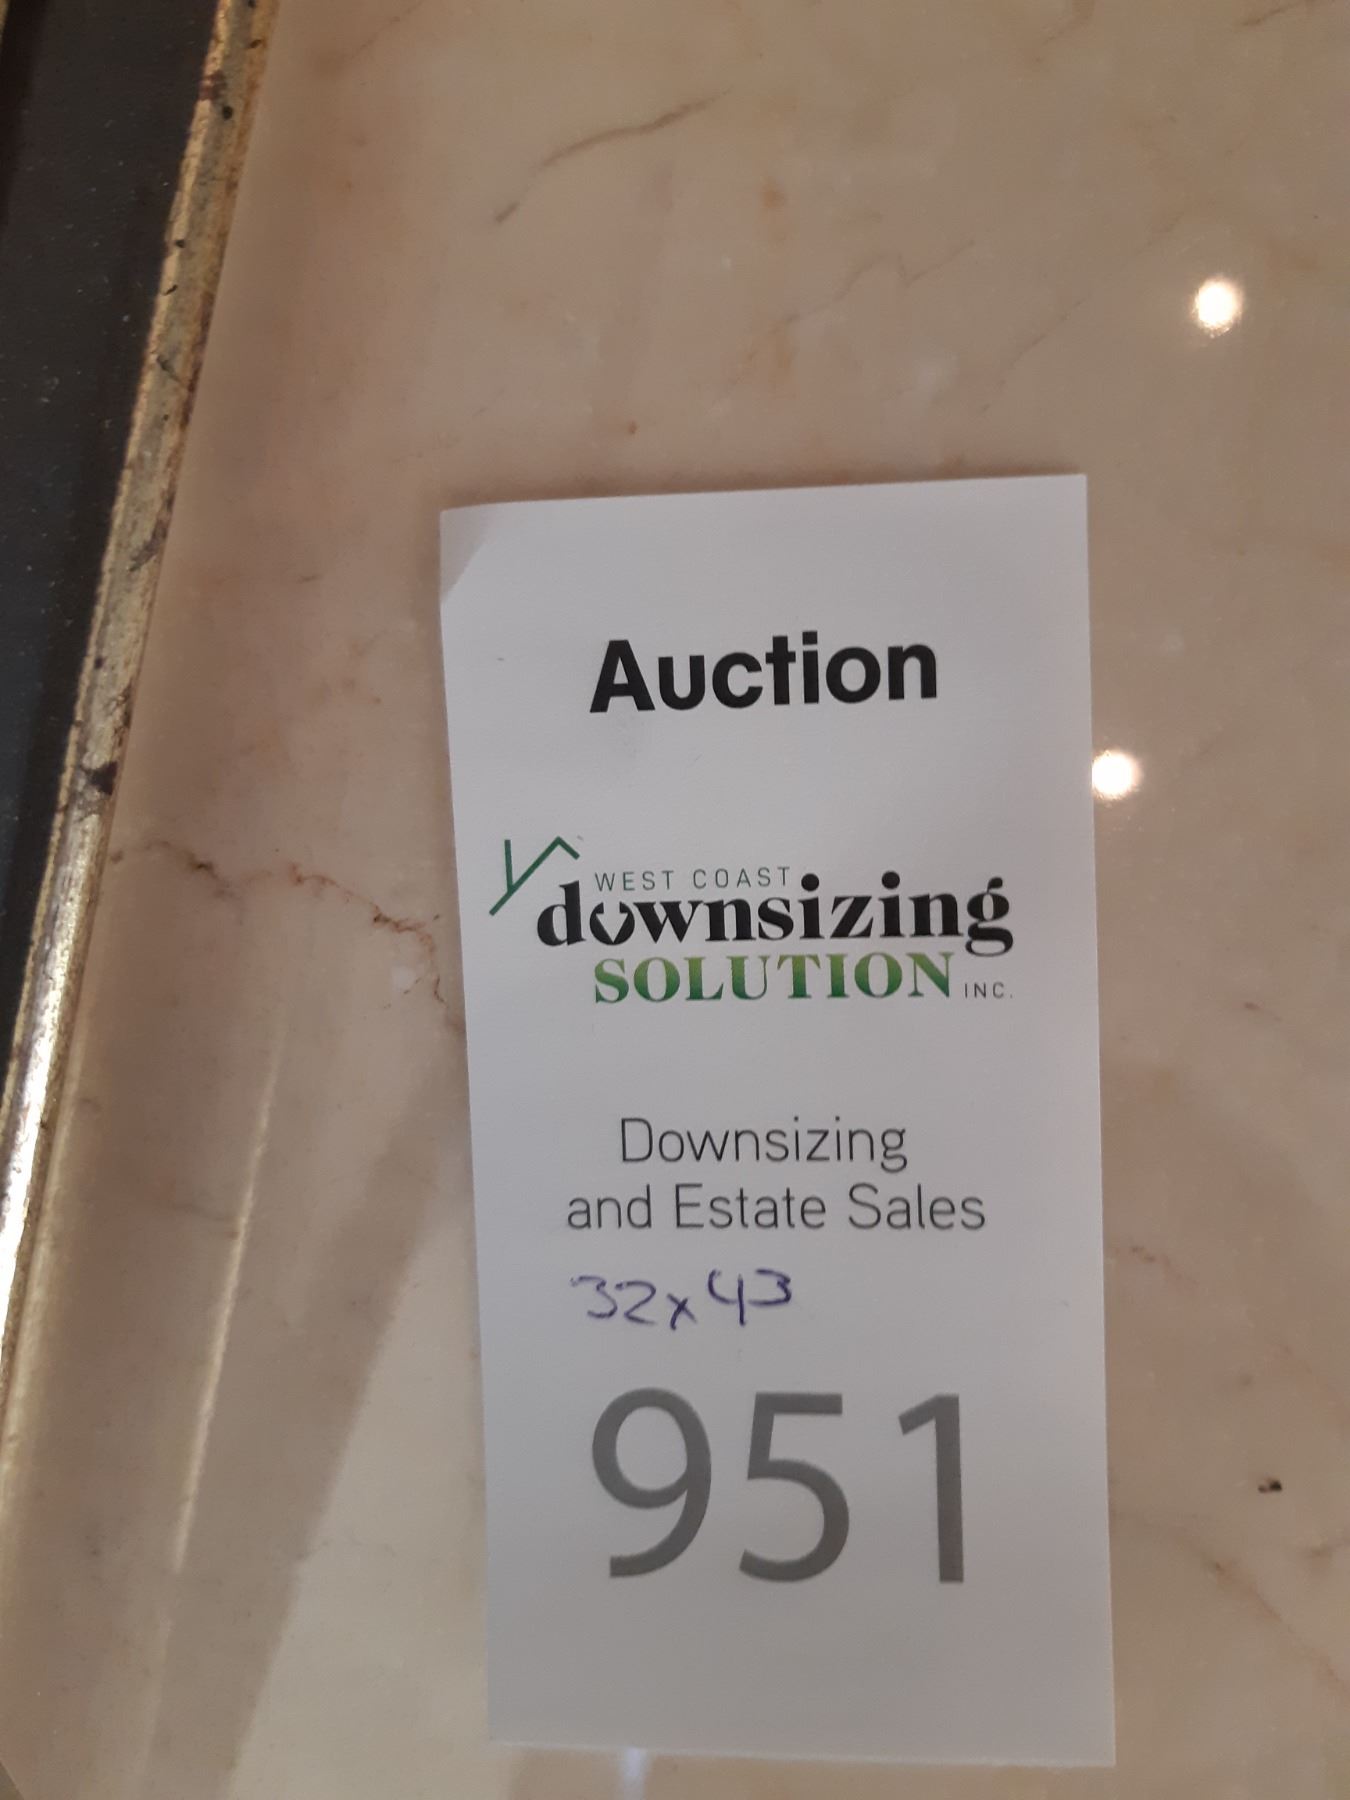 Auction
WEST COAST
downsizing
SOLUTION INC.
Downsizing
and Estate Sales
32x43
951